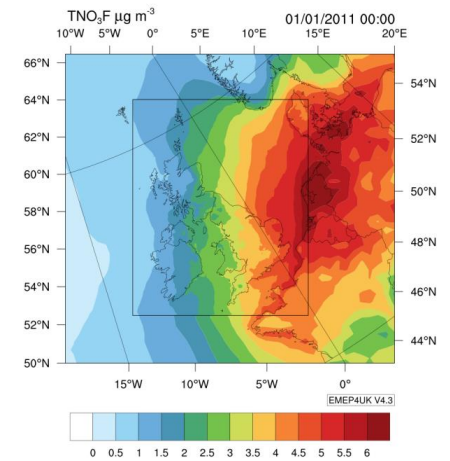 TNO₃F µg m⁻³
01/01/2011 00:00
10°W 5°W 0° 5°E 10°E 15°E 20°E
66°N
64°N
62°N
60°N
58°N
56°N
54°N
52°N
50°N
54°N
52°N
50°N
48°N
46°N
44°N
15°W 10°W 5°W 0°
EMEP4UK V4.3
0 0.5 1 1.5 2 2.5 3 3.5 4 4.5 5 5.5 6